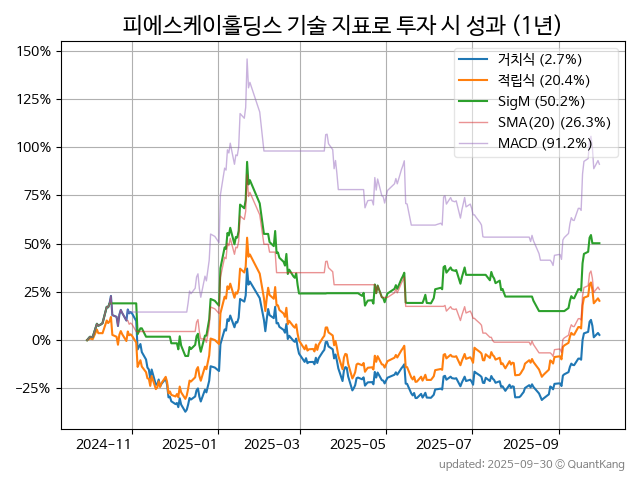 피에스케이홀딩스 기술 지표로 투자 시 성과 (1년)
150%
125%
100%
75%
50%
25%
0%
−25%
거치식 (2.7%)
적립식 (20.4%)
SigM (50.2%)
SMA(20) (26.3%)
MACD (91.2%)
2024-11
2025-01
2025-03
2025-05
2025-07
2025-09
updated: 2025-09-30 © QuantKang